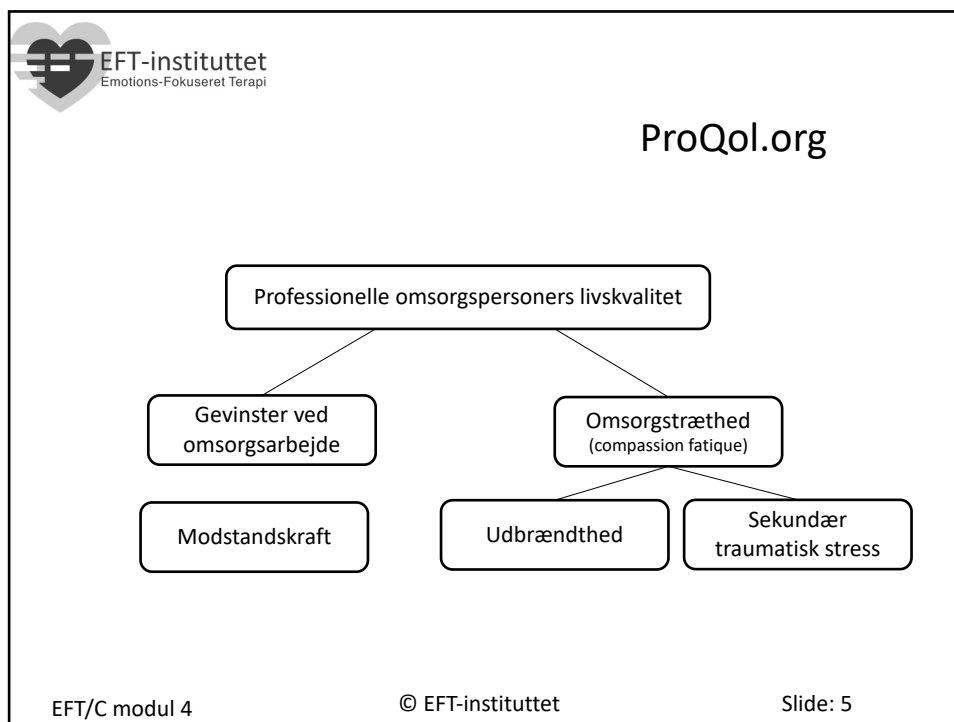 EFT-instituttet
Emotions-Fokuseret Terapi
ProQol.org
Professionelle omsorgspersoners livskvalitet
Gevinster ved
omsorgsarbejde
Omsorgstræthed
(compassion fatique)
Modstandskraft
Udbrændthed
Sekundær
traumatisk stress
EFT/C modul 4
© EFT-instituttet
Slide: 5